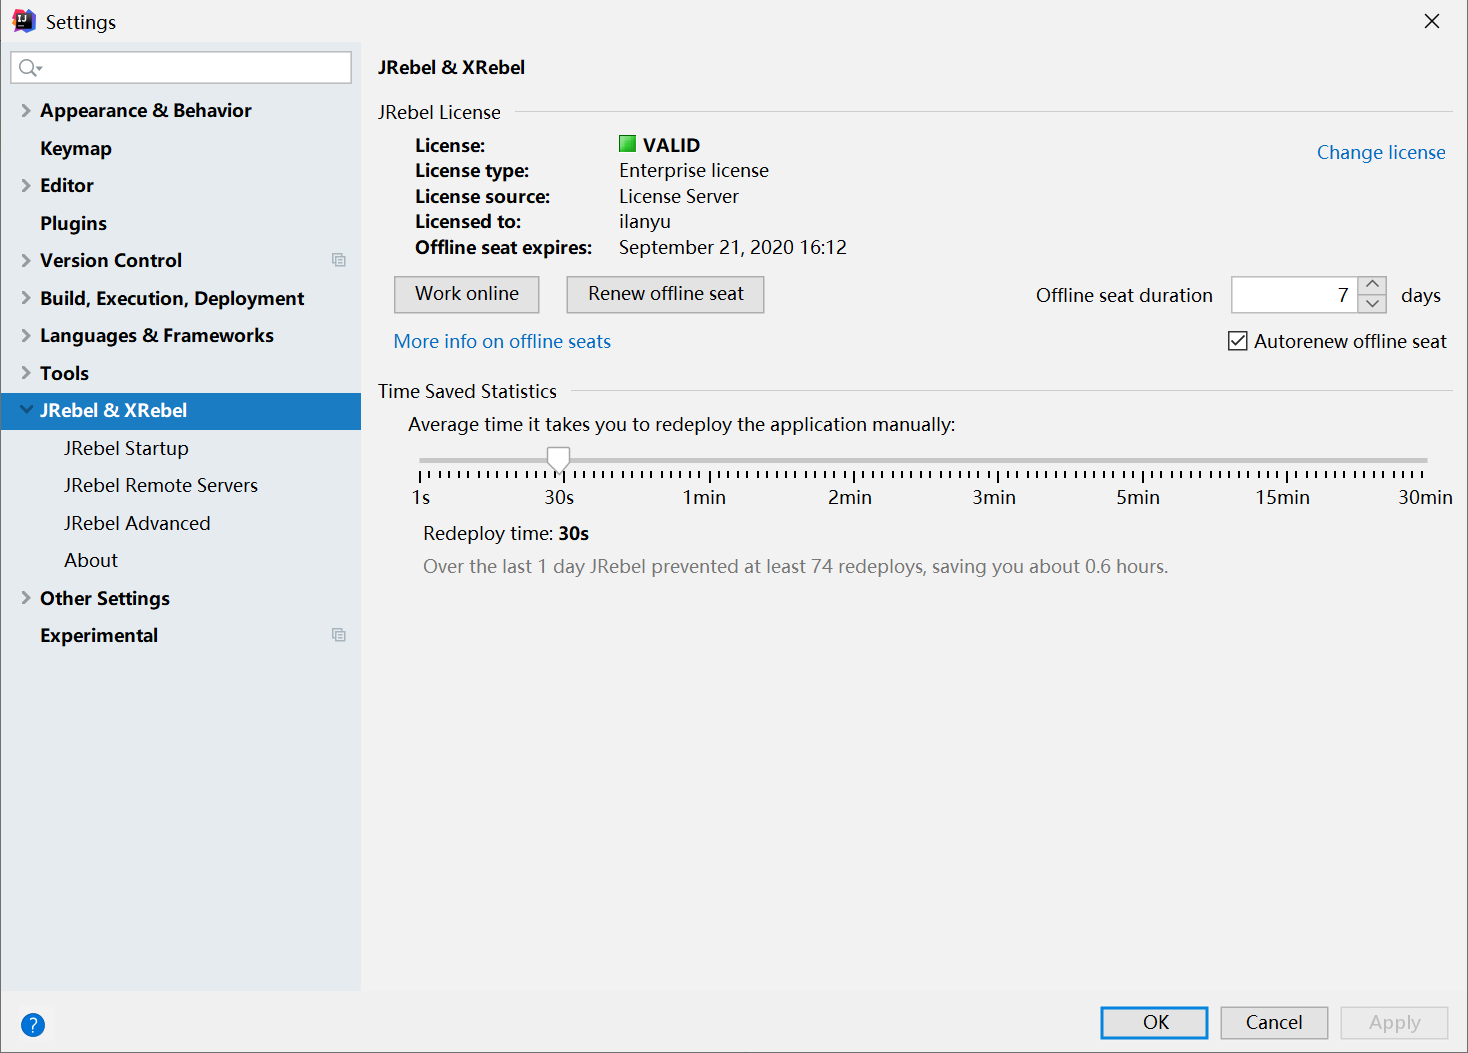 Settings
Appearance & Behavior
Keymap
Editor
Plugins
Version Control
Build, Execution, Deployment
Languages & Frameworks
Tools
JRebel & XRebel
JRebel Startup
JRebel Remote Servers
JRebel Advanced
About
Other Settings
Experimental
JRebel & XRebel
JRebel License
License: VALID
Change license
License type: Enterprise license
License source: License Server
Licensed to: ilanyu
Offline seat expires: September 21, 2020 16:12
Work online Renew offline seat Offline seat duration 7 days
More info on offline seats Autorenew offline seat
Time Saved Statistics
Average time it takes you to redeploy the application manually:
1s 30s 1min 2min 3min 5min 15min 30min
Redeploy time: 30s
Over the last 1 day JRebel prevented at least 74 redeploys, saving you about 0.6 hours.
? OK Cancel Apply